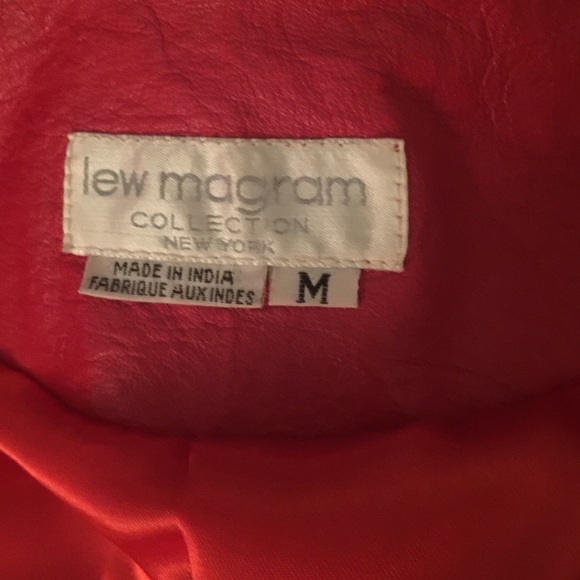 lew magram
COLLECTION
NEW YORK
MADE IN INDIA
FABRIQUE AUX INDES
M